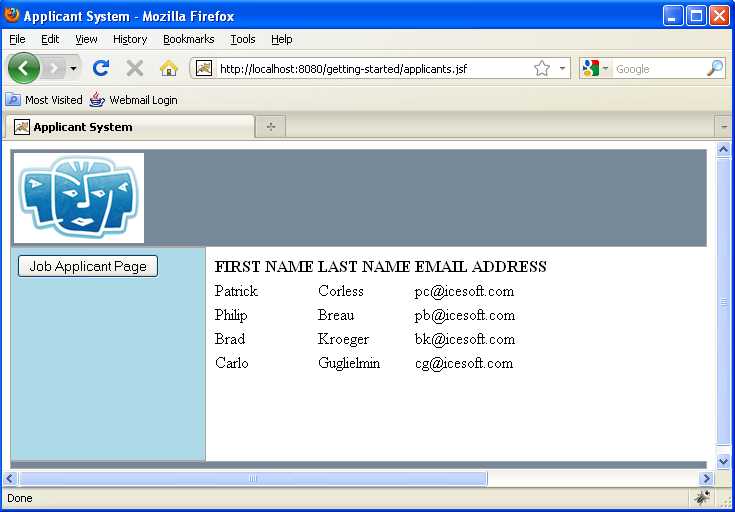 Applicant System - Mozilla Firefox
File Edit View History Bookmarks Tools Help
http://localhost:8080/getting-started/applicants.jsf Google
Most Visited Webmail Login
Applicant System
Job Applicant Page
FIRST NAME LAST NAME EMAIL ADDRESS
Patrick Corless pc@icesoft.com
Philip Breau pb@icesoft.com
Brad Kroeger bk@icesoft.com
Carlo Guglielmin cg@icesoft.com
Done